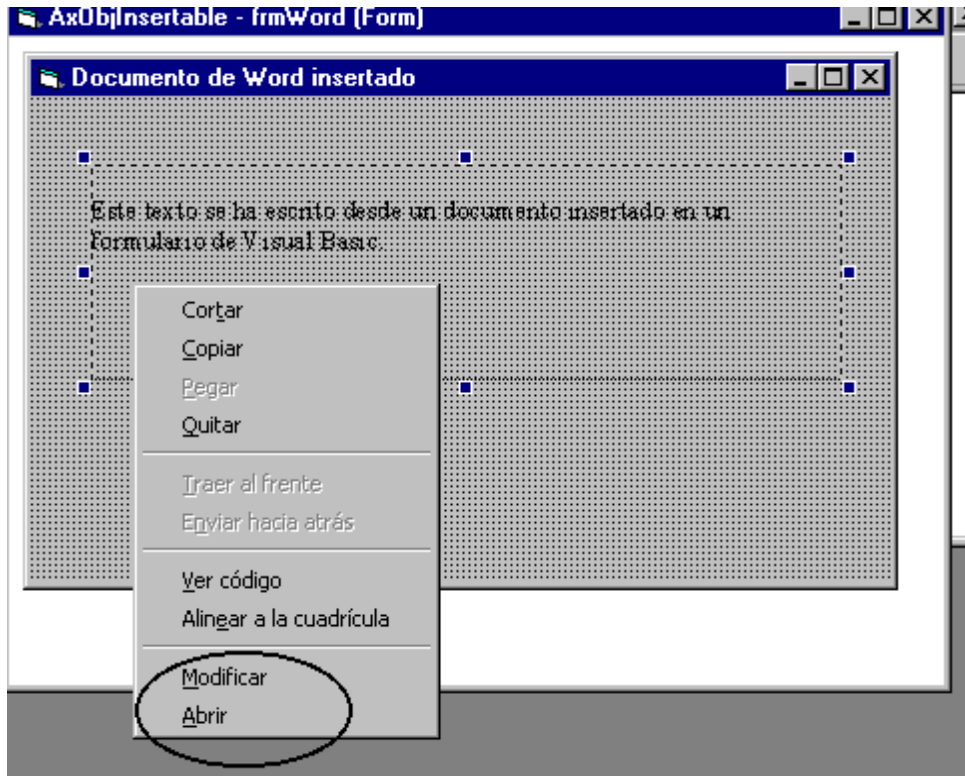 AxObjInsertable - frmWord (Form)
Documento de Word insertado
Este texto se ha escrito desde un documento insertado en un
formulario de Visual Basic.
Cortar
Copiar
Pegar
Quitar
Traer al frente
Enviar hacia atrás
Ver código
Alinear a la cuadrícula
Modificar
Abrir